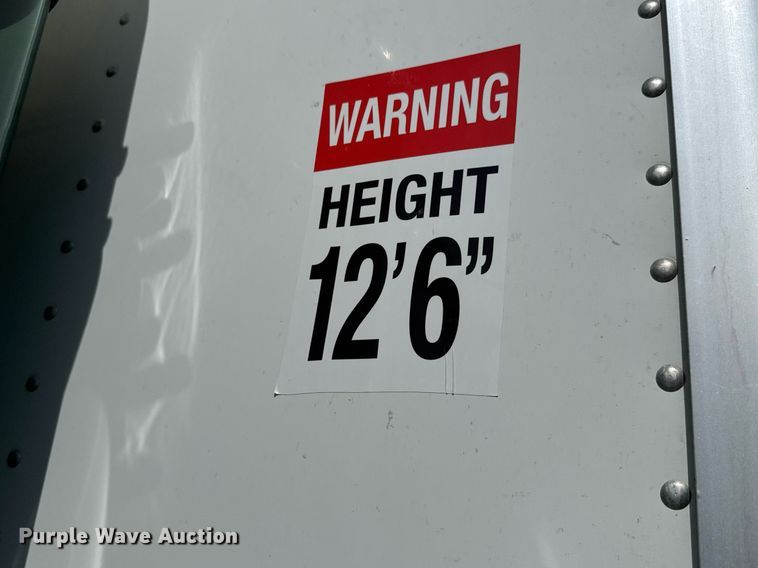 WARNING
HEIGHT
12'6"
Purple Wave Auction